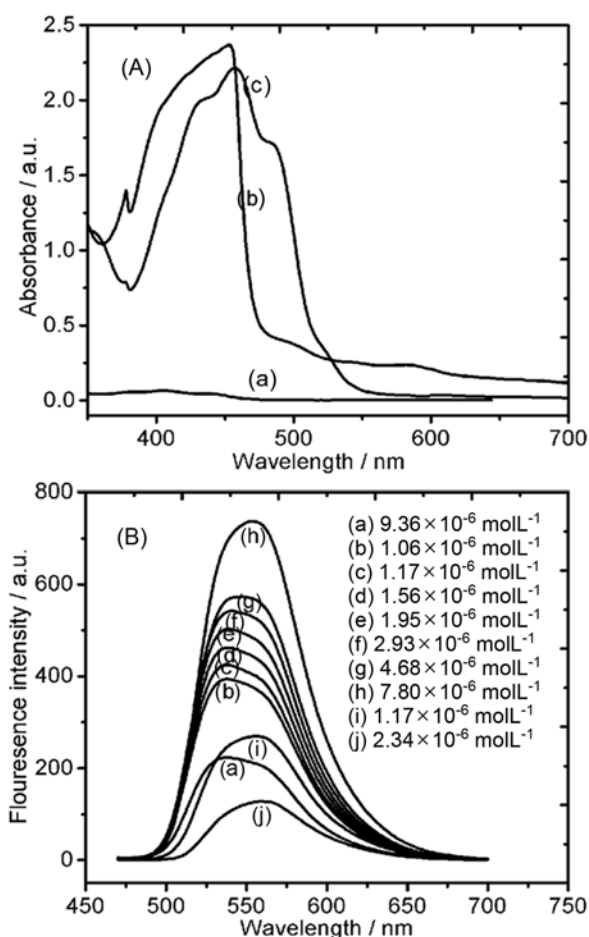 (A)
2.5
2.0
1.5
1.0
0.5
0.0
Absorbance / a.u.
(c)
(b)
(a)
400 500 600 700
Wavelength / nm
(B)
800
600
400
200
0
Flouresence intensity / a.u.
(h)
(g)
(f)
(e)
(d)
(c)
(b)
(i)
(a)
(j)
(a) 9.36×10⁻⁶ molL⁻¹
(b) 1.06×10⁻⁶ molL⁻¹
(c) 1.17×10⁻⁶ molL⁻¹
(d) 1.56×10⁻⁶ molL⁻¹
(e) 1.95×10⁻⁶ molL⁻¹
(f) 2.93×10⁻⁶ molL⁻¹
(g) 4.68×10⁻⁶ molL⁻¹
(h) 7.80×10⁻⁶ molL⁻¹
(i) 1.17×10⁻⁶ molL⁻¹
(j) 2.34×10⁻⁶ molL⁻¹
450 500 550 600 650 700 750
Wavelength / nm